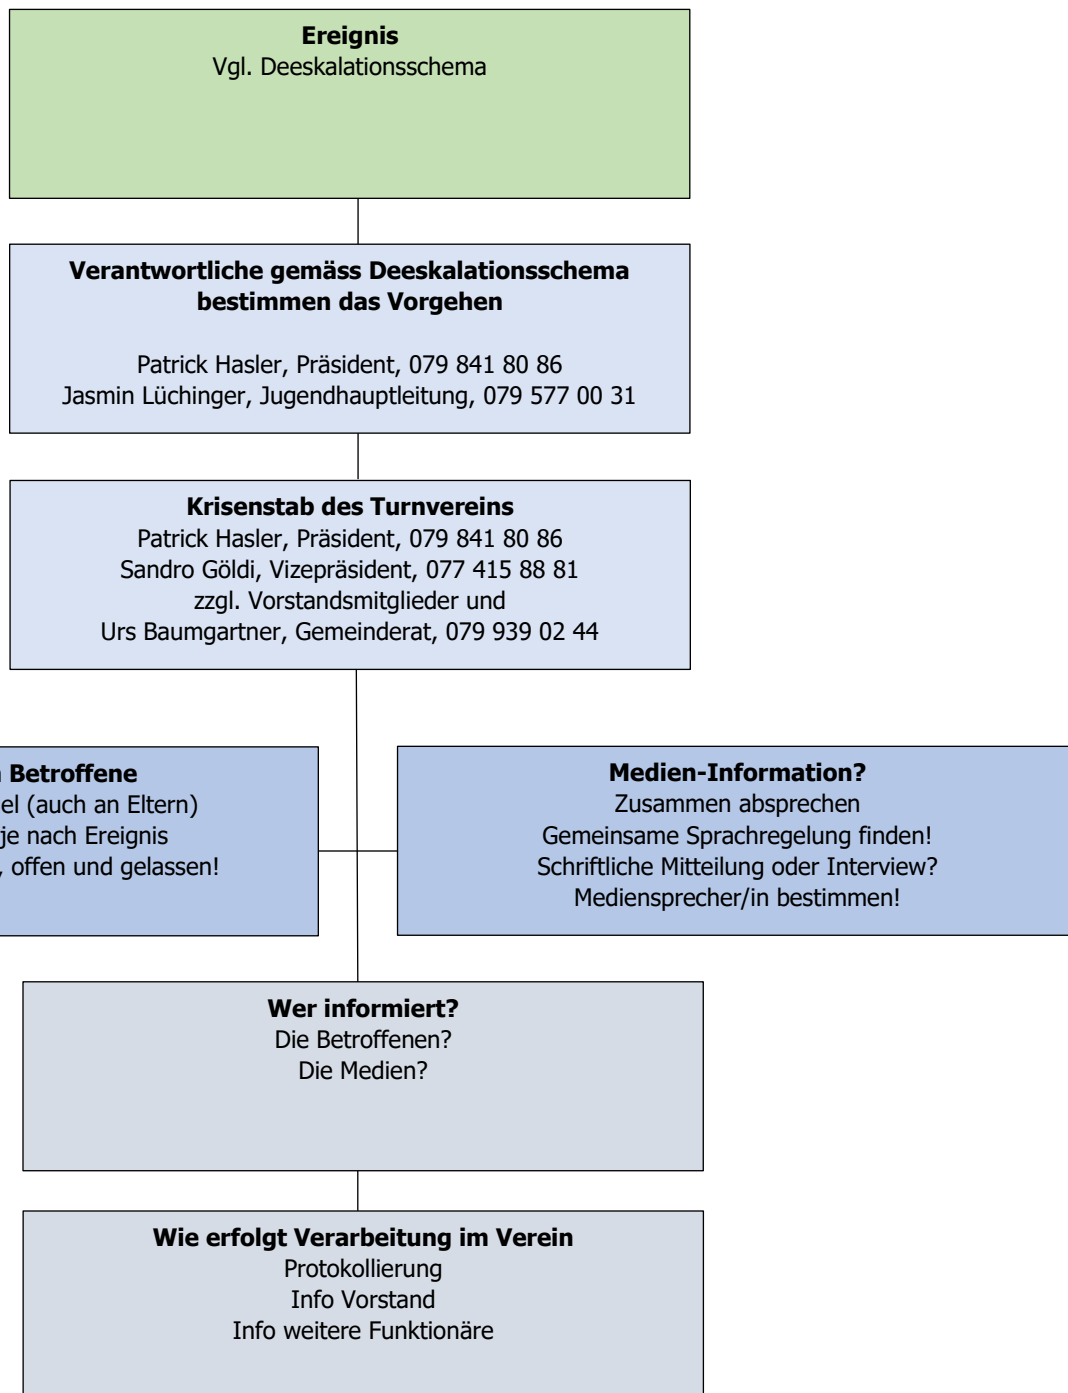 Ereignis
Vgl. Deeskalationsschema
Verantwortliche gemäss Deeskalationsschema
bestimmen das Vorgehen
Patrick Hasler, Präsident, 079 841 80 86
Jasmin Lüchinger, Jugendhauptleitung, 079 577 00 31
Krisenstab des Turnvereins
Patrick Hasler, Präsident, 079 841 80 86
Sandro Göldi, Vizepräsident, 077 415 88 81
zzgl. Vorstandsmitglieder und
Urs Baumgartner, Gemeinderat, 079 939 02 44
Betroffene
(auch an Eltern)
je nach Ereignis
, offen und gelassen!
Medien-Information?
Zusammen absprechen
Gemeinsame Sprachregelung finden!
Schriftliche Mitteilung oder Interview?
Mediensprecher/in bestimmen!
Wer informiert?
Die Betroffenen?
Die Medien?
Wie erfolgt Verarbeitung im Verein
Protokollierung
Info Vorstand
Info weitere Funktionäre